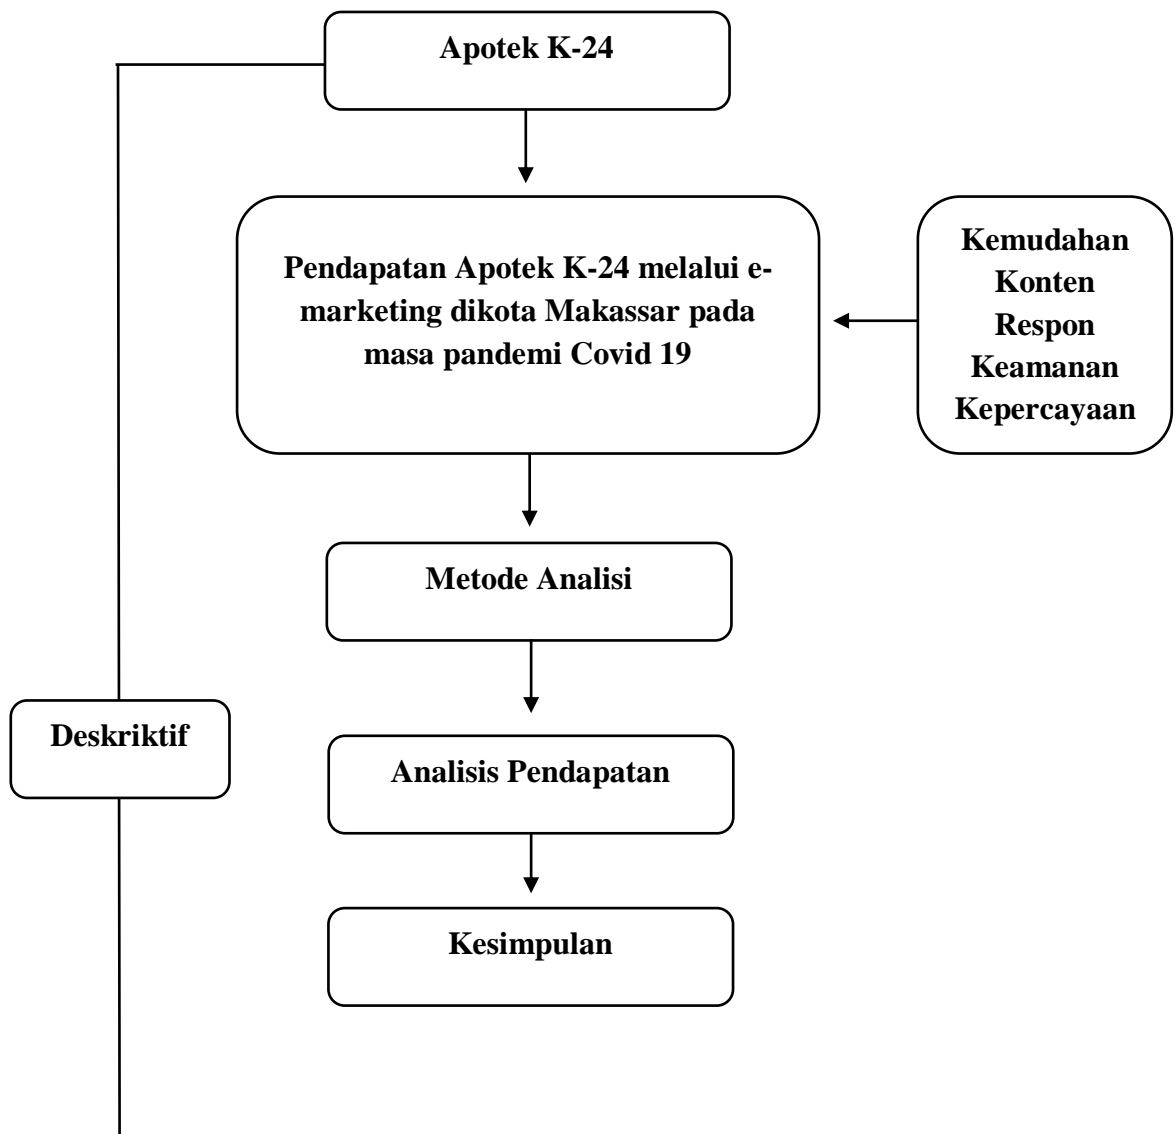 Apotek K-24
Pendapatan Apotek K-24 melalui e-
marketing dikota Makassar pada
masa pandemi Covid 19
Kemudahan
Konten
Respon
Keamanan
Kepercayaan
Metode Analisi
Deskriktif
Analisis Pendapatan
Kesimpulan